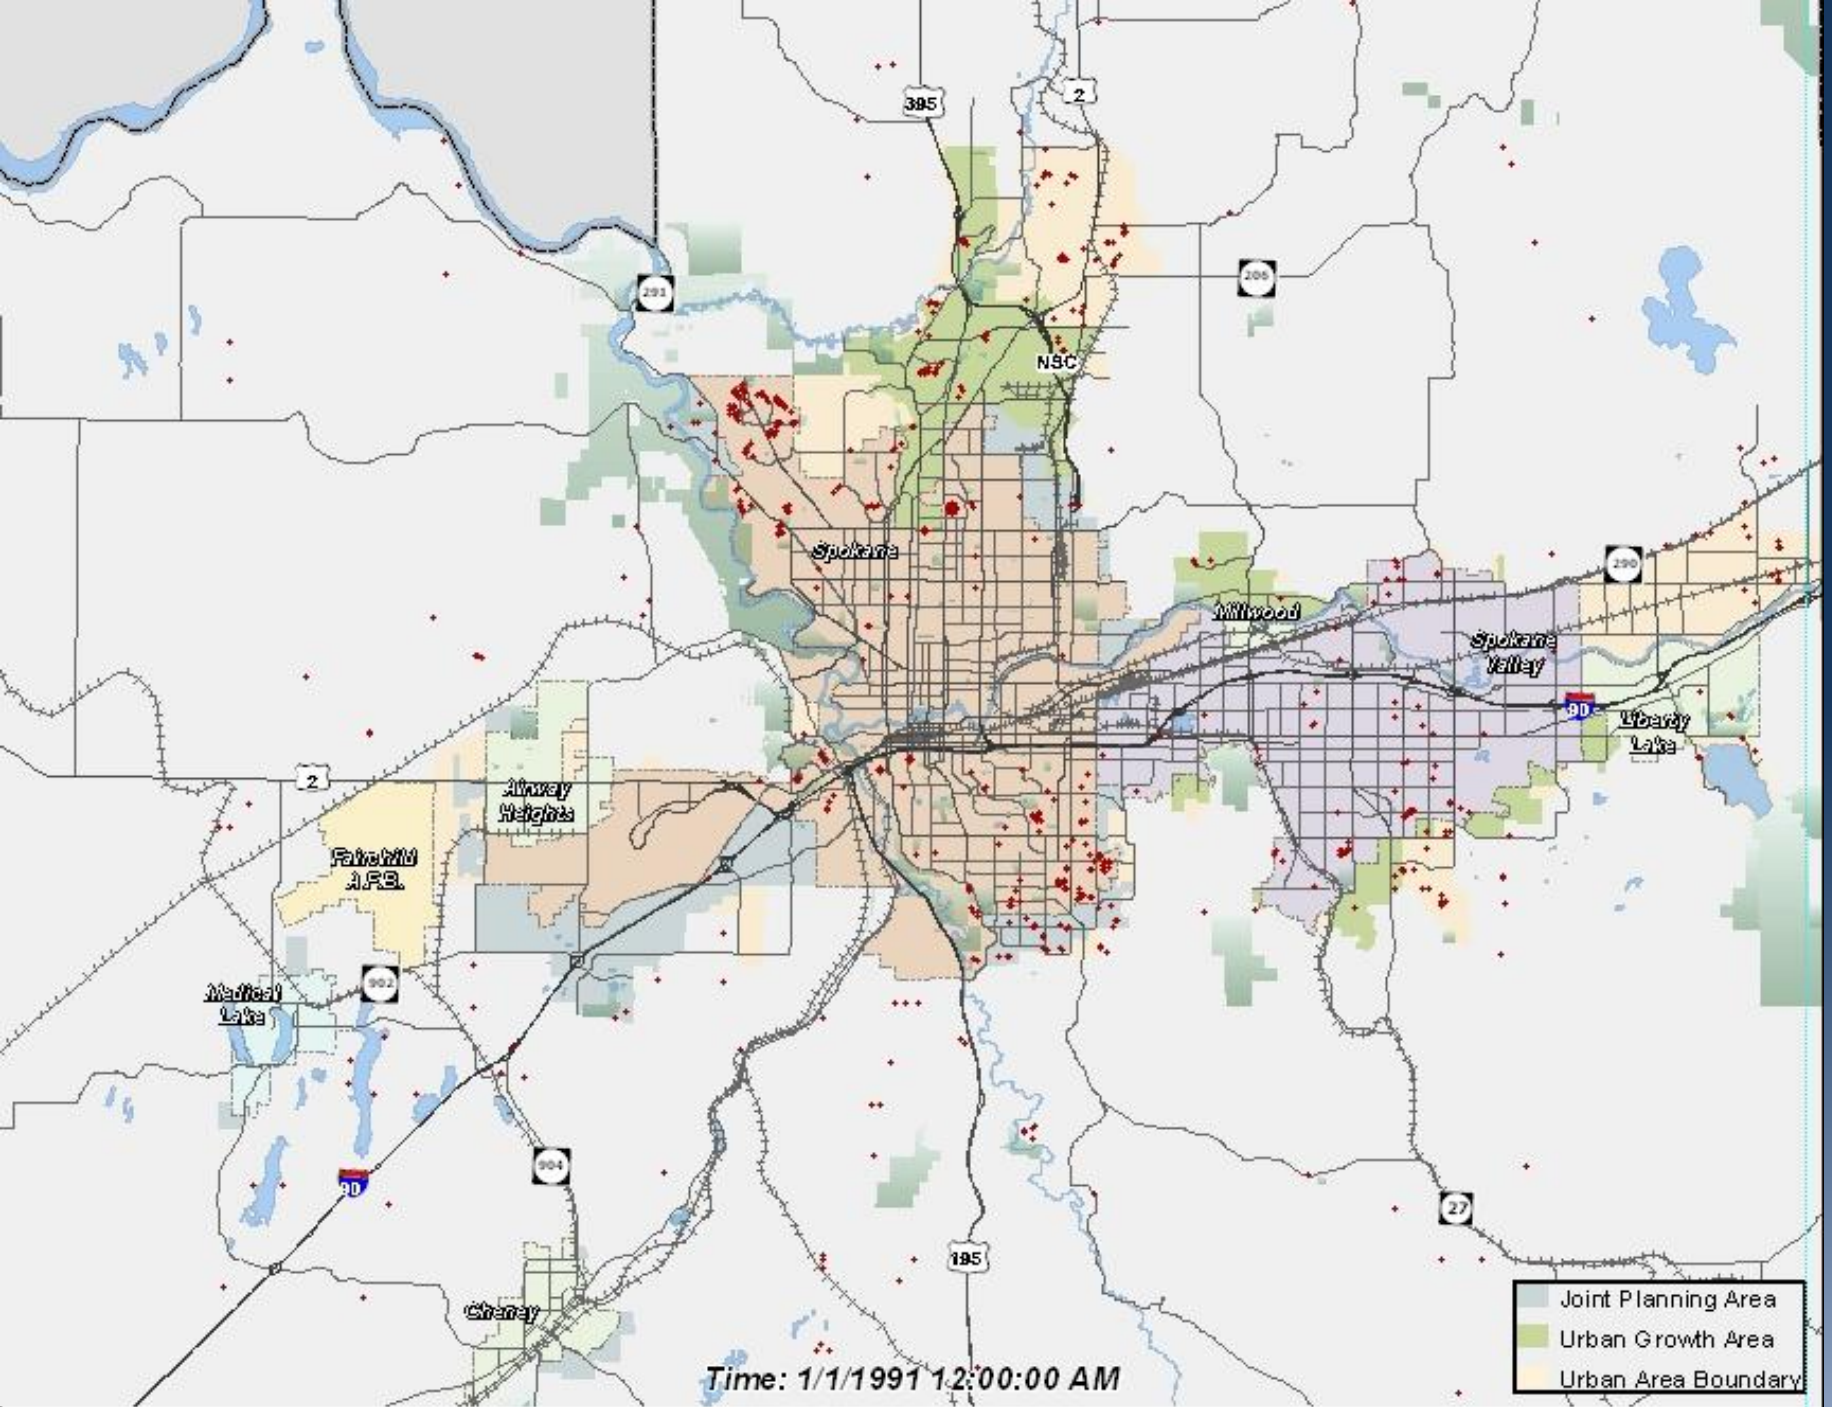 395
2
291
206
NSC
Spokane
290
Millwood
Spokane
Valley
90
Liberty
Lake
2
Airway
Heights
Fairchild
A.F.B.
902
Medical
Lake
904
90
27
195
Cheney
Joint Planning Area
Urban Growth Area
Urban Area Boundary
Time: 1/1/1991 12:00:00 AM